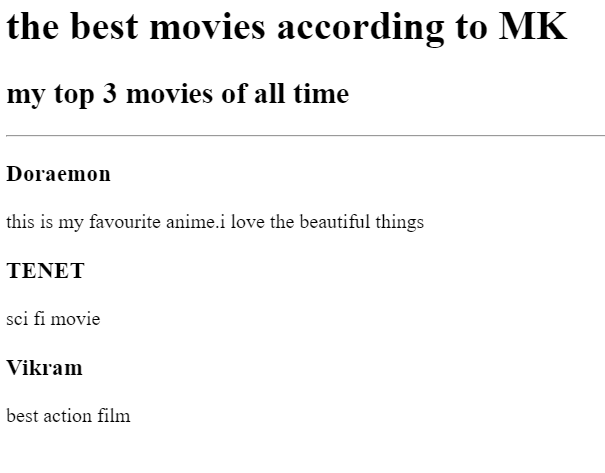 the best movies according to MK
my top 3 movies of all time
Doraemon
this is my favourite anime.i love the beautiful things
TENET
sci fi movie
Vikram
best action film